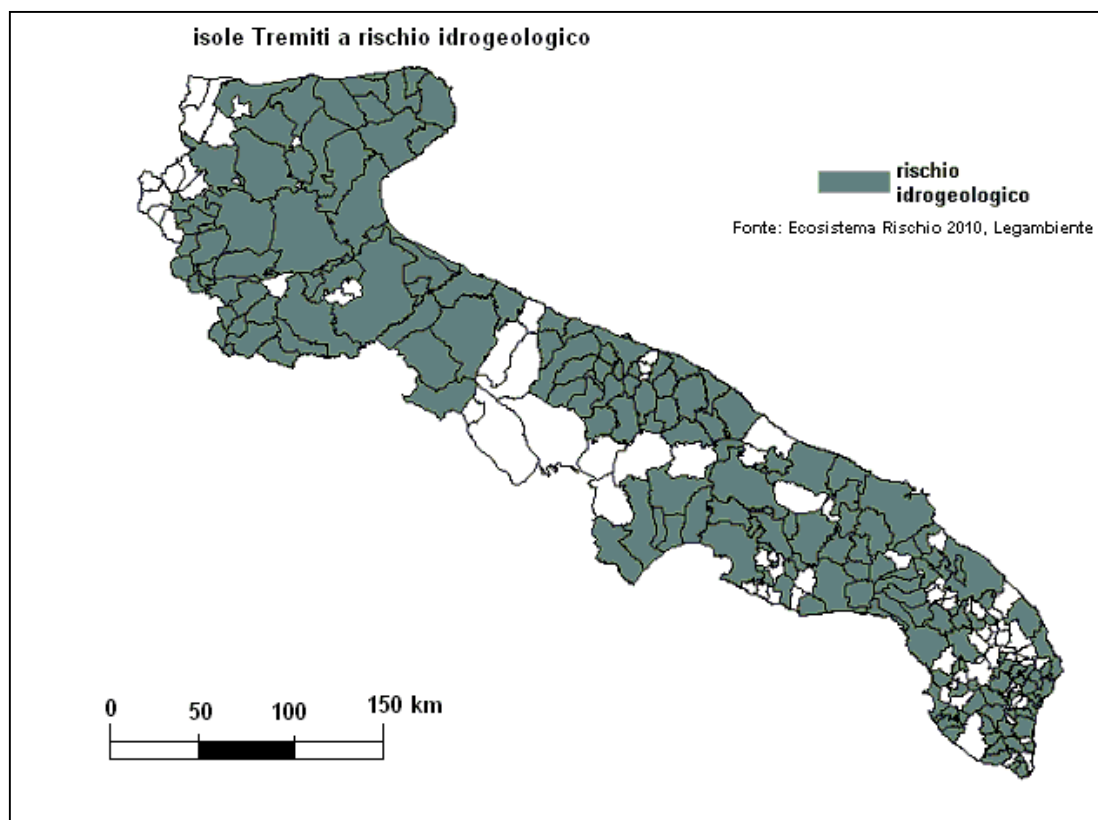 isole Tremiti a rischio idrogeologico
rischio
idrogeologico
Fonte: Ecosistema Rischio 2010, Legambiente
0 50 100 150 km